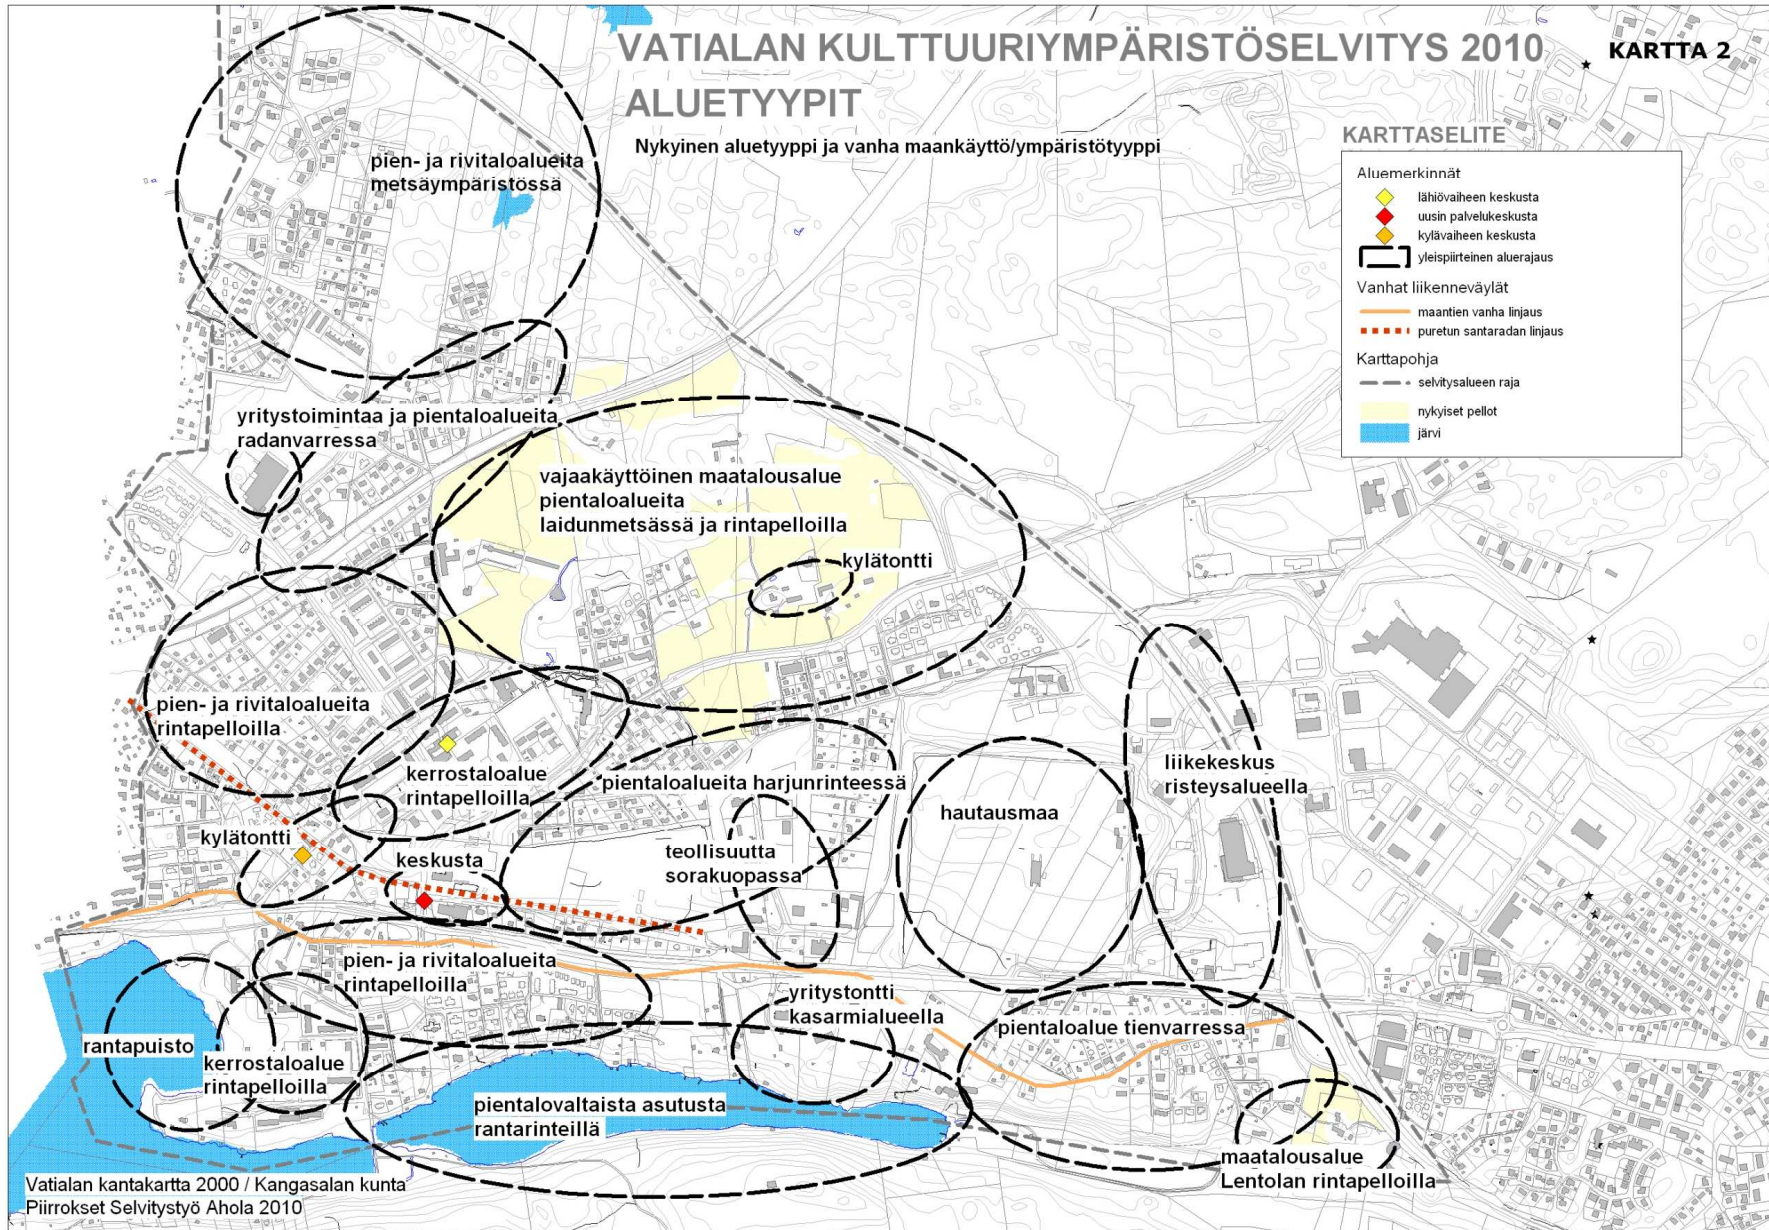 VATIALAN KULTTUURIYMPÄRISTÖSELVITYS 2010
KARTTA 2
ALUETYYPIT
Nykyinen aluetyyppi ja vanha maankäyttö/ympäristötyyppi
KARTTASELITE
Aluemerkinnät
lähiövaiheen keskusta
uusin palvelukeskusta
kylävaiheen keskusta
yleispiirteinen aluerajaus
Vanhat liikenneväylät
maantien vanha linjaus
puretun santaradan linjaus
Karttapohja
selvitysalueen raja
nykyiset pellot
järvi
pien- ja rivitaloalueita
metsäympäristössä
yritystoimintaa ja pientaloalueita
radanvarressa
vajaakäyttöinen maatalousalue
pientaloalueita
laidunmetsässä ja rintapelloilla
kylätontti
pien- ja rivitaloalueita
rintapelloilla
kerrostaloalue
rintapelloilla
pientaloalueita harjunrinteessä
liikekeskus
risteysalueella
hautausmaa
kylätontti
keskusta
teollisuutta
sorakuopassa
pien- ja rivitaloalueita
rintapelloilla
yritystontti
kasarmialueella
pientaloalue tienvarressa
rantapuisto
kerrostaloalue
rintapelloilla
pientalovaltaista asutusta
rantarinteillä
maatalousalue
Lentolan rintapelloilla
Vatialan kantakartta 2000 / Kangasalan kunta
Piirrokset Selvitystyö Ahola 2010